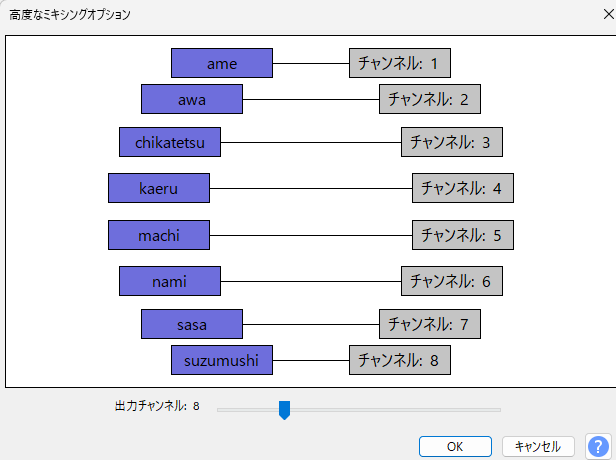 高度なミキシングオプション
ame チャンネル: 1
awa チャンネル: 2
chikatetsu チャンネル: 3
kaeru チャンネル: 4
machi チャンネル: 5
nami チャンネル: 6
sasa チャンネル: 7
suzumushi チャンネル: 8
出力チャンネル: 8
OK キャンセル ?